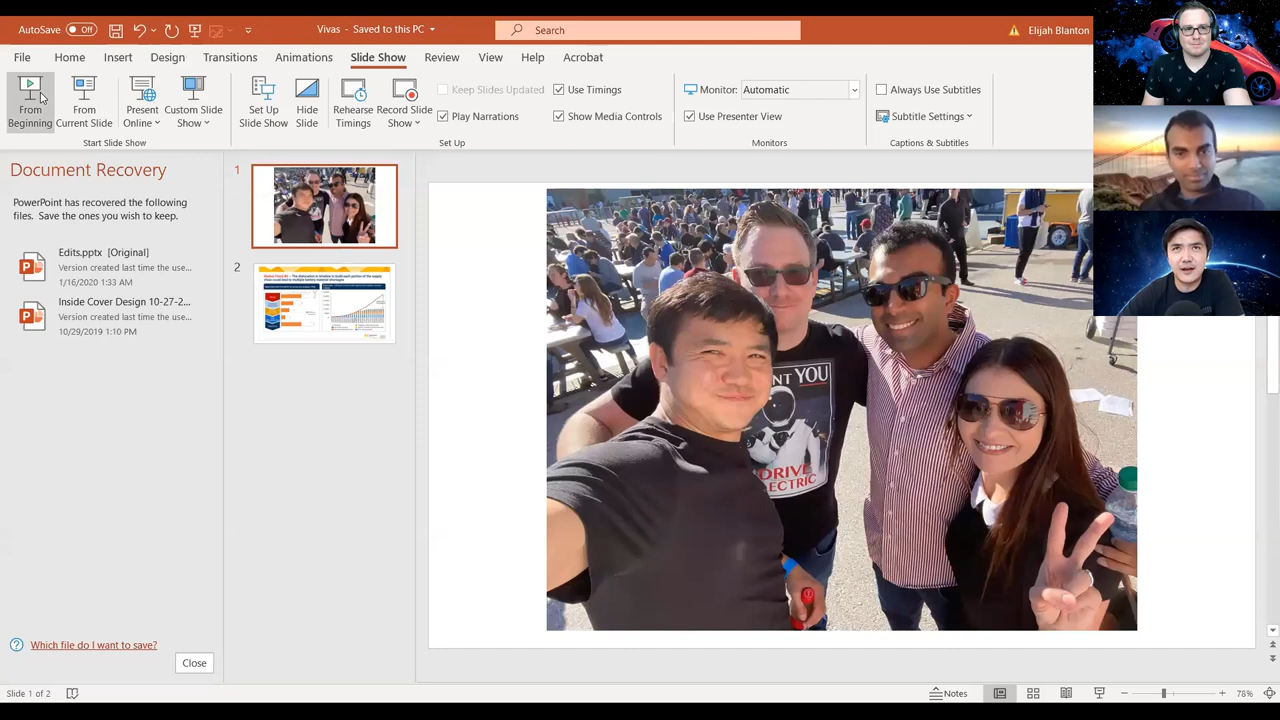 AutoSave Off
Vivas - Saved to this PC
Search
Elijah Blanton
File Home Insert Design Transitions Animations Slide Show Review View Help Acrobat
From Beginning
From Current Slide
Present Online
Custom Slide Show
Start Slide Show
Set Up Slide Show
Hide Slide
Rehearse Timings
Record Slide Show
Keep Slides Updated
Play Narrations
Use Timings
Show Media Controls
Set Up
Monitor: Automatic
Use Presenter View
Monitors
Always Use Subtitles
Subtitle Settings
Captions & Subtitles
Document Recovery
PowerPoint has recovered the following
files. Save the ones you wish to keep.
Edits.pptx [Original]
Version created last time the use...
1/16/2020 1:33 AM
Inside Cover Design 10-27-2...
Version created last time the use...
10/29/2019 1:10 PM
Which file do I want to save?
Close
1
2
NT YOU
DRIVE
ELECTRIC
Slide 1 of 2
Notes
78%